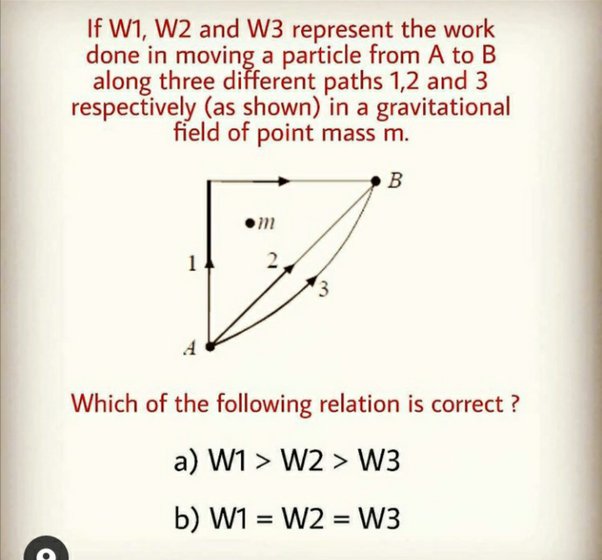 If W1, W2 and W3 represent the work
done in moving a particle from A to B
along three different paths 1,2 and 3
respectively (as shown) in a gravitational
field of point mass m.
B
m
1
2
3
A
Which of the following relation is correct ?
a) W1 > W2 > W3
b) W1 = W2 = W3